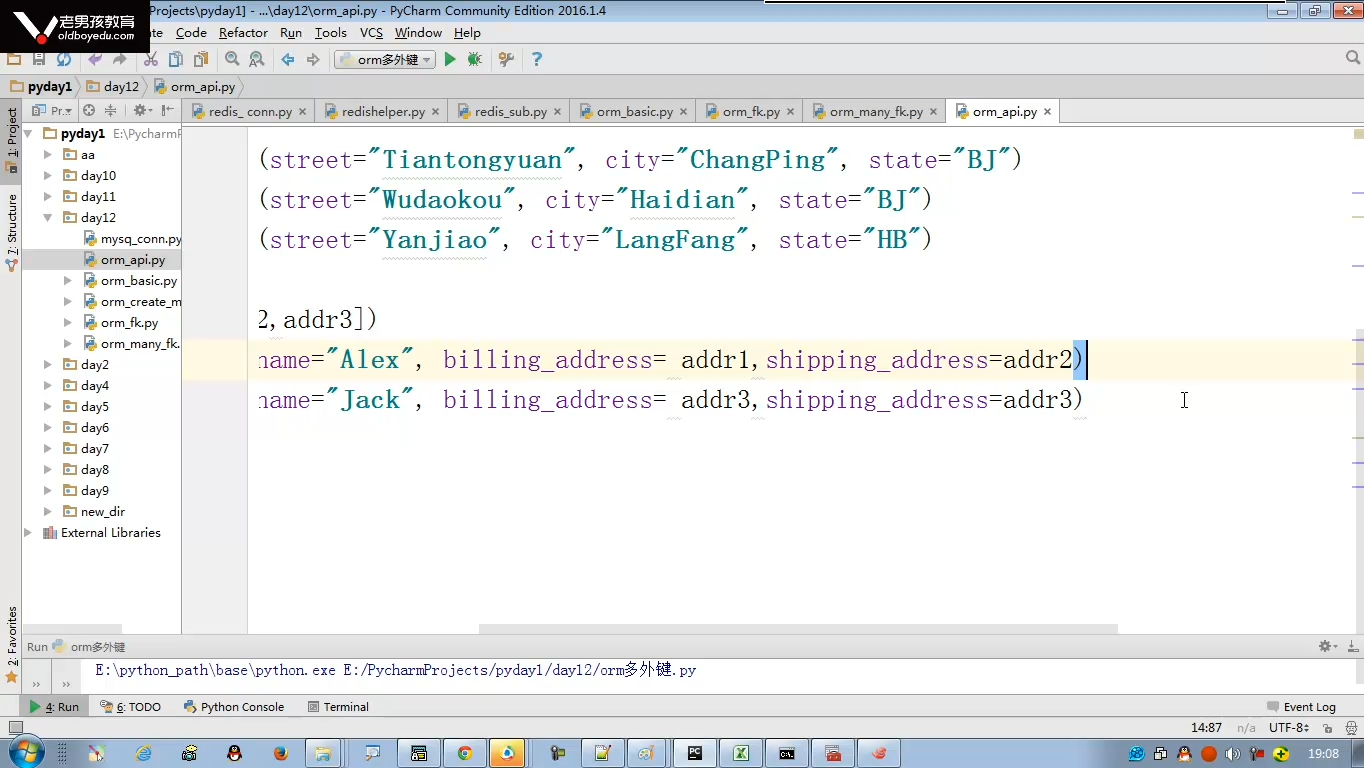 老男孩教育
oldboyedu.com
Projects\pyday1] - ...\day12\orm_api.py - PyCharm Community Edition 2016.1.4
ate Code Refactor Run Tools VCS Window Help
orm多外键
pyday1 day12 orm_api.py
1: Project
7: Structure
2: Favorites
Pr.
redis_ conn.py redishelper.py redis_sub.py orm_basic.py orm_fk.py orm_many_fk.py orm_api.py
pyday1 E:\PycharmP
aa
day10
day11
day12
mysq_conn.py
orm_api.py
orm_basic.py
orm_create_m
orm_fk.py
orm_many_fk.
day2
day4
day5
day6
day7
day8
day9
new_dir
External Libraries
(street="Tiantongyuan", city="ChangPing", state="BJ")
(street="Wudaokou", city="Haidian", state="BJ")
(street="Yanjiao", city="LangFang", state="HB")
2,addr3])
name="Alex", billing_address= addr1,shipping_address=addr2)
name="Jack", billing_address= addr3,shipping_address=addr3)
Run orm多外键
E:\python_path\base\python.exe E:/PycharmProjects/pyday1/day12/orm多外键.py
4: Run 6: TODO Python Console Terminal Event Log
14:87 n/a UTF-8
19:08